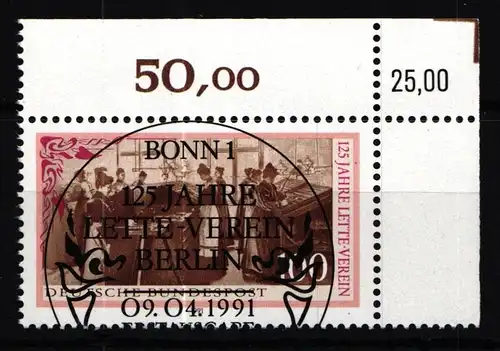 50,00
25,00
BONN 1
125 JAHRE
LETTE-VEREIN
BERLIN
125 JAHRE LETTE-VEREIN
DEUTSCHE BUNDESPOST
09.04.1991
ERSTAUSGABE